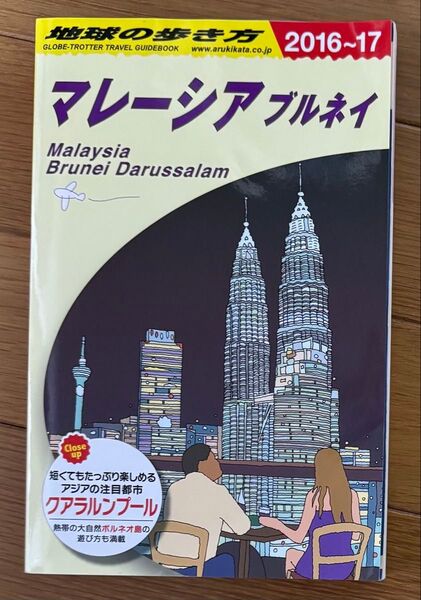 地球の歩き方
GLOBE-TROTTER TRAVEL GUIDEBOOK
www.arukikata.co.jp
2016~17
マレーシア ブルネイ
Malaysia
Brunei Darussalam
Close up
短くてもたっぷり楽しめる
アジアの注目都市
クアラルンプール
熱帯の大自然ボルネオ島の
遊び方も満載